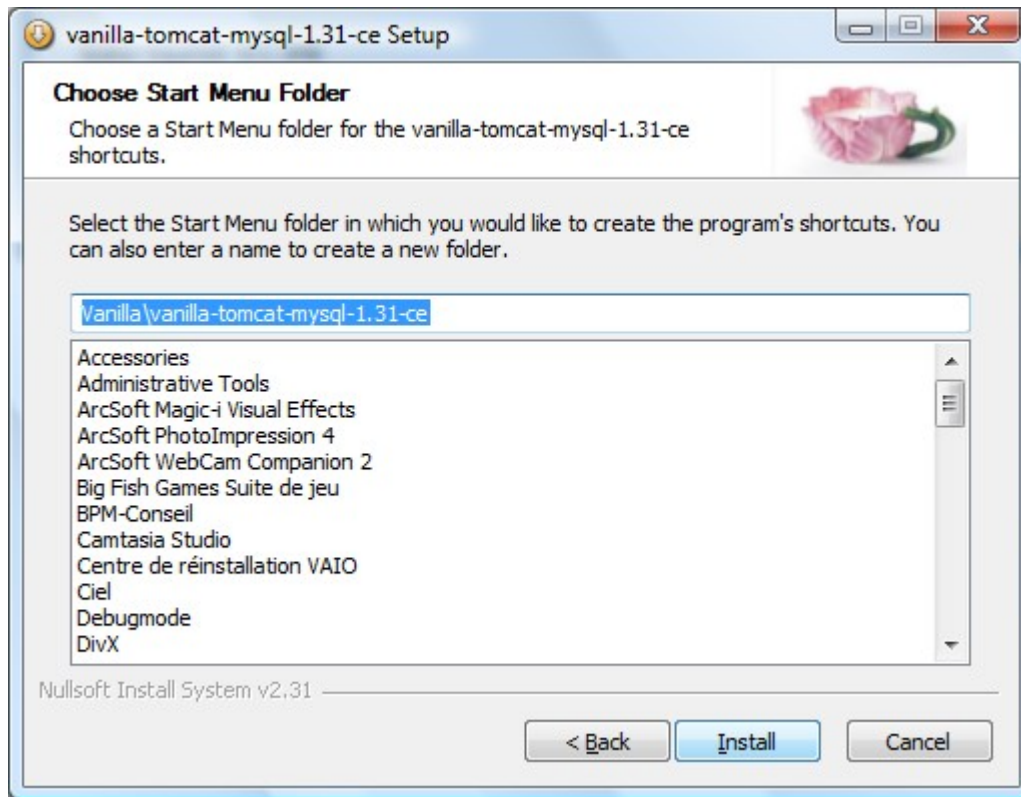 vanilla-tomcat-mysql-1.31-ce Setup
Choose Start Menu Folder
Choose a Start Menu folder for the vanilla-tomcat-mysql-1.31-ce
shortcuts.
Select the Start Menu folder in which you would like to create the program's shortcuts. You
can also enter a name to create a new folder.
Vanilla\vanilla-tomcat-mysql-1.31-ce
Accessories
Administrative Tools
ArcSoft Magic-i Visual Effects
ArcSoft PhotoImpression 4
ArcSoft WebCam Companion 2
Big Fish Games Suite de jeu
BPM-Conseil
Camtasia Studio
Centre de réinstallation VAIO
Ciel
Debugmode
DivX
Nullsoft Install System v2.31
< Back Install Cancel